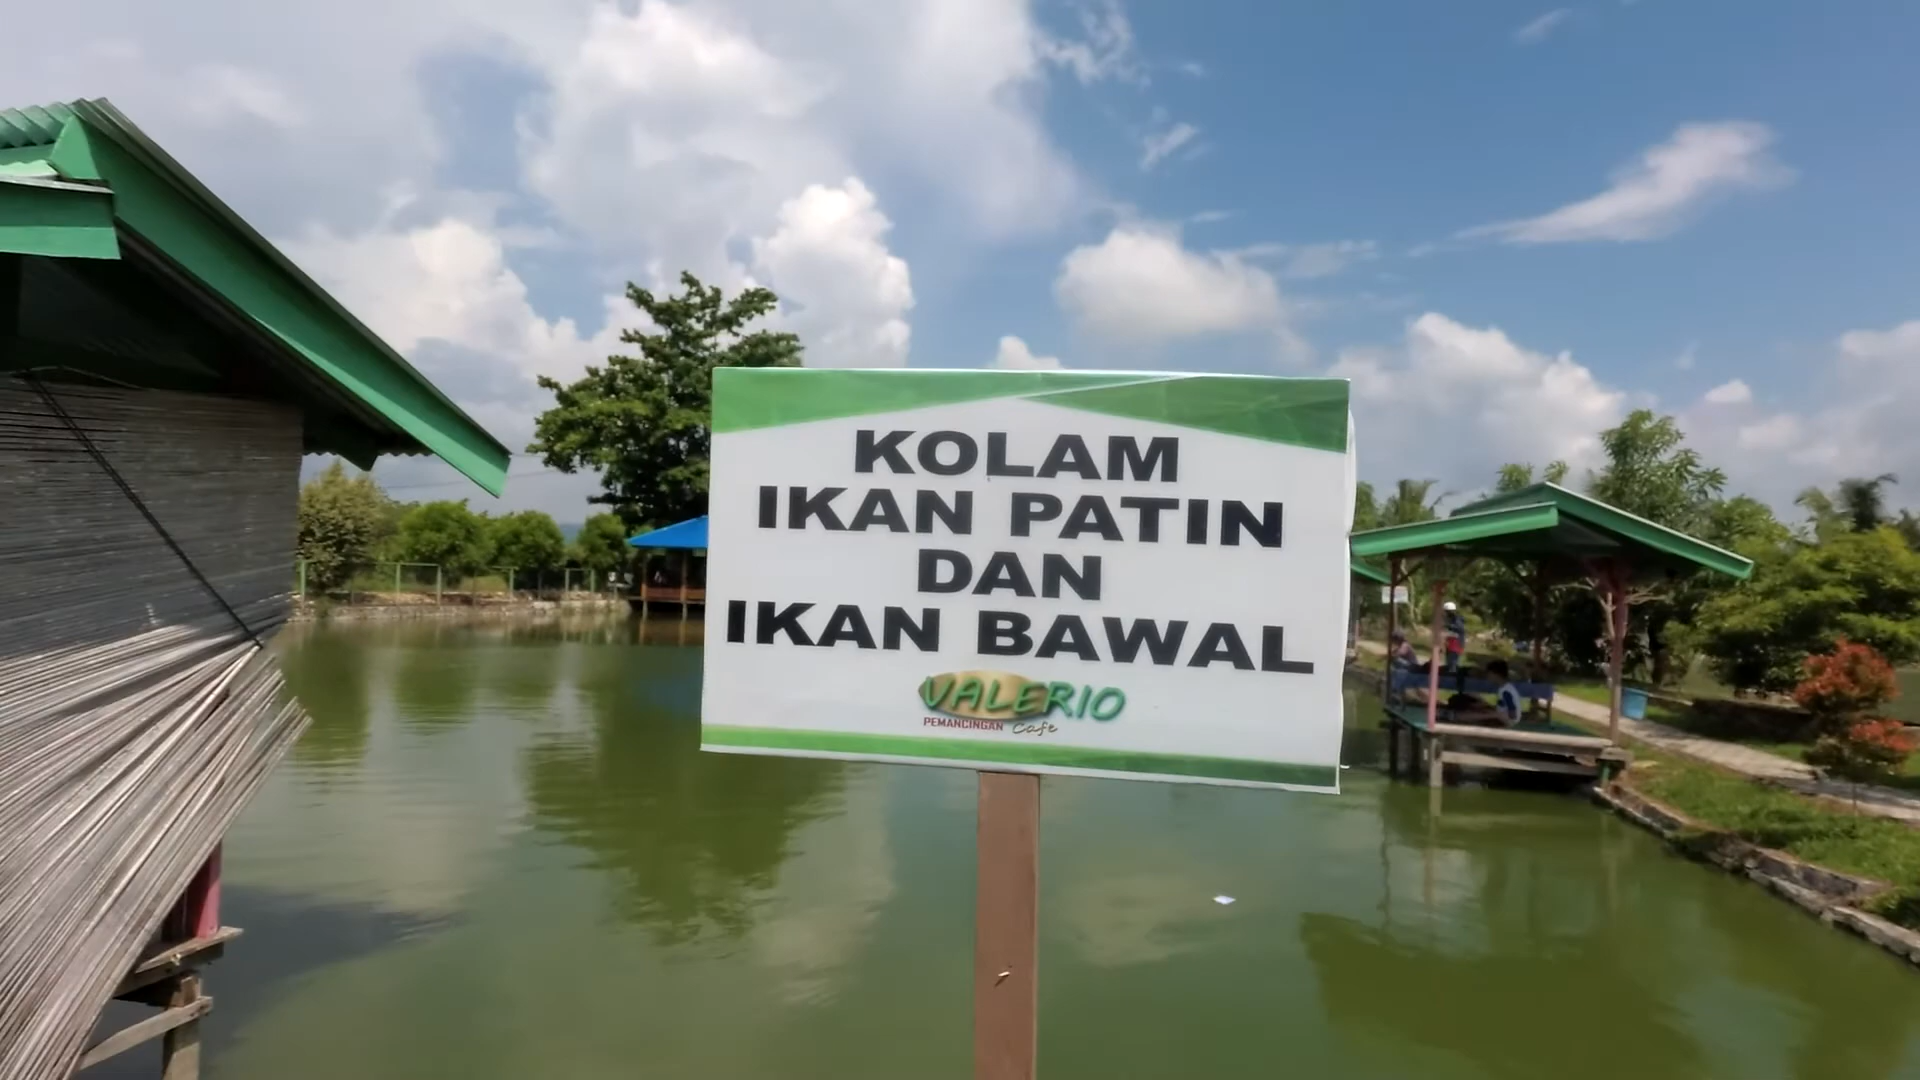 KOLAM
IKAN PATIN
DAN
IKAN BAWAL
VALERIO
PEMANCINGAN Cafe